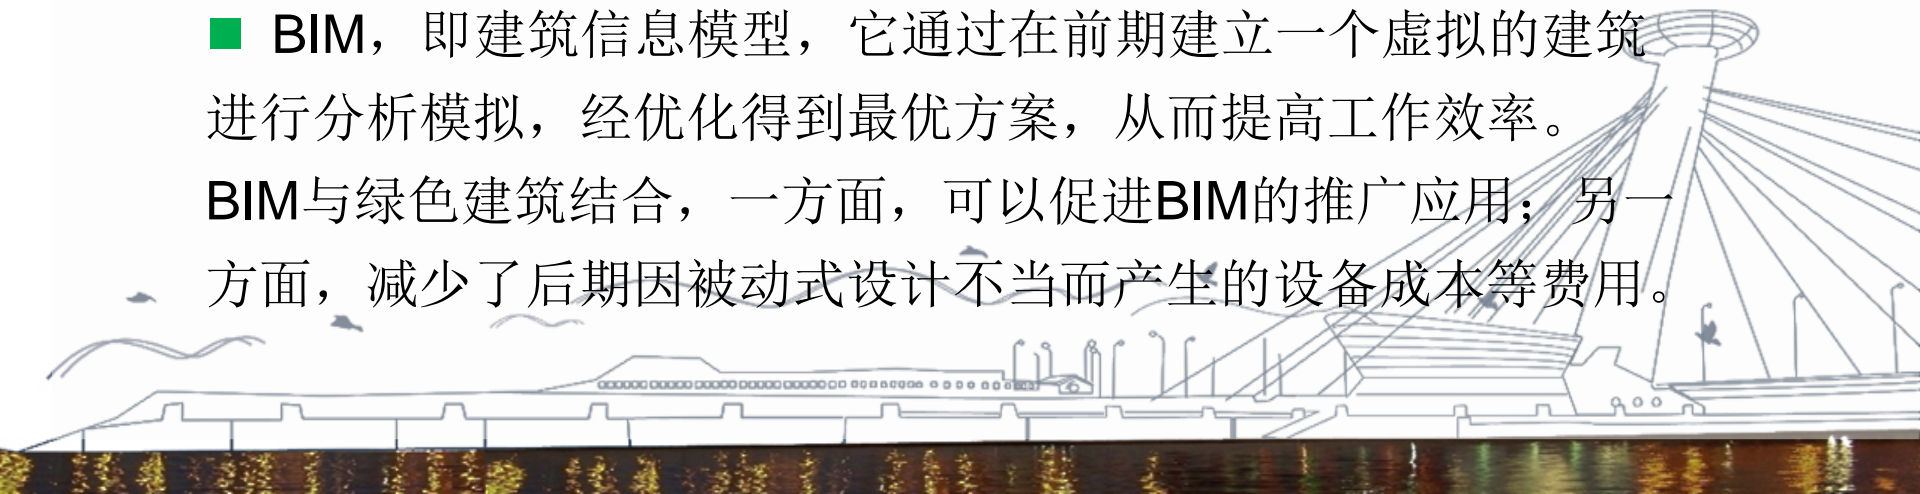 BIM，即建筑信息模型，它通过在前期建立一个虚拟的建筑
进行分析模拟，经优化得到最优方案，从而提高工作效率。
BIM与绿色建筑结合，一方面，可以促进BIM的推广应用；另一
方面，减少了后期因被动式设计不当而产生的设备成本等费用。